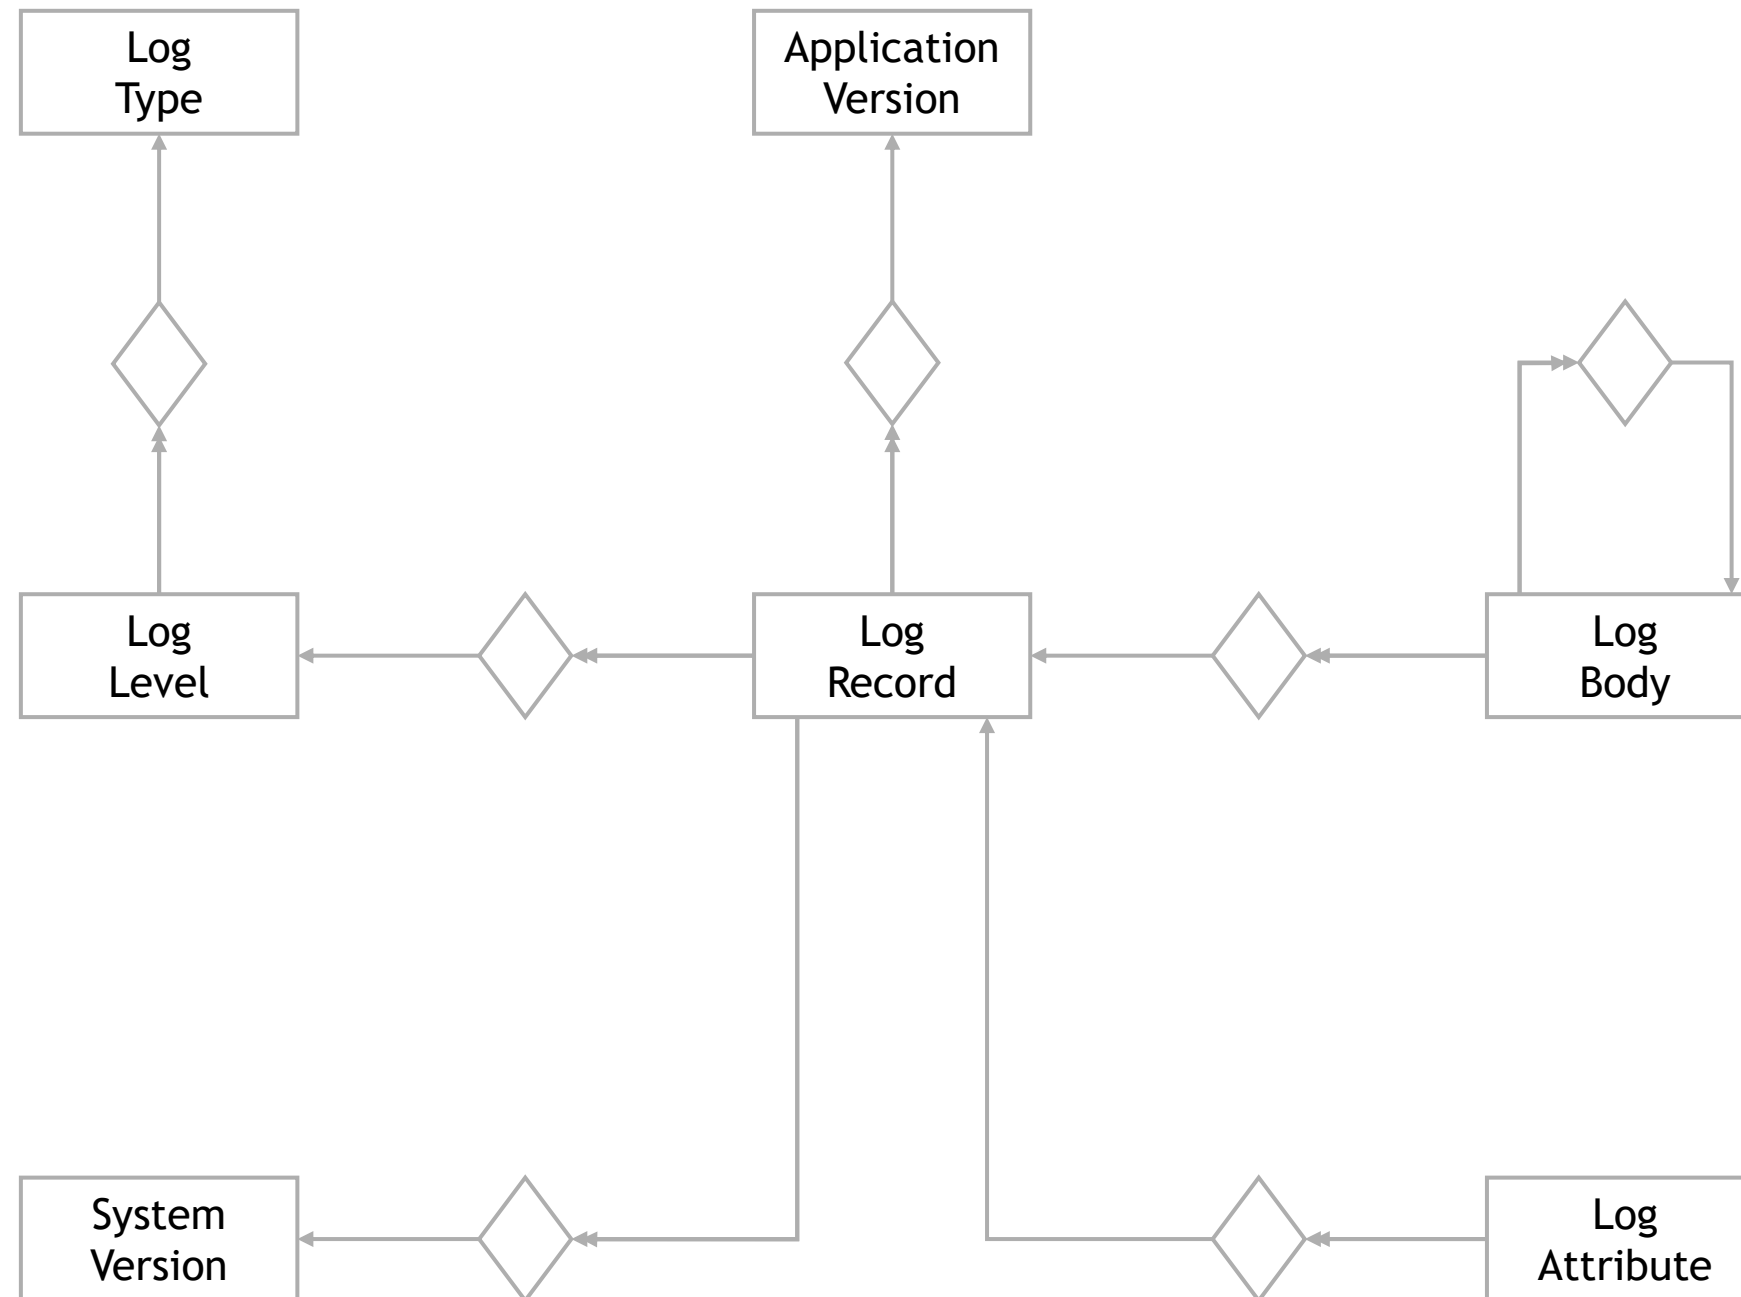 Log
Type
Application
Version
Log
Level
Log
Record
Log
Body
System
Version
Log
Attribute